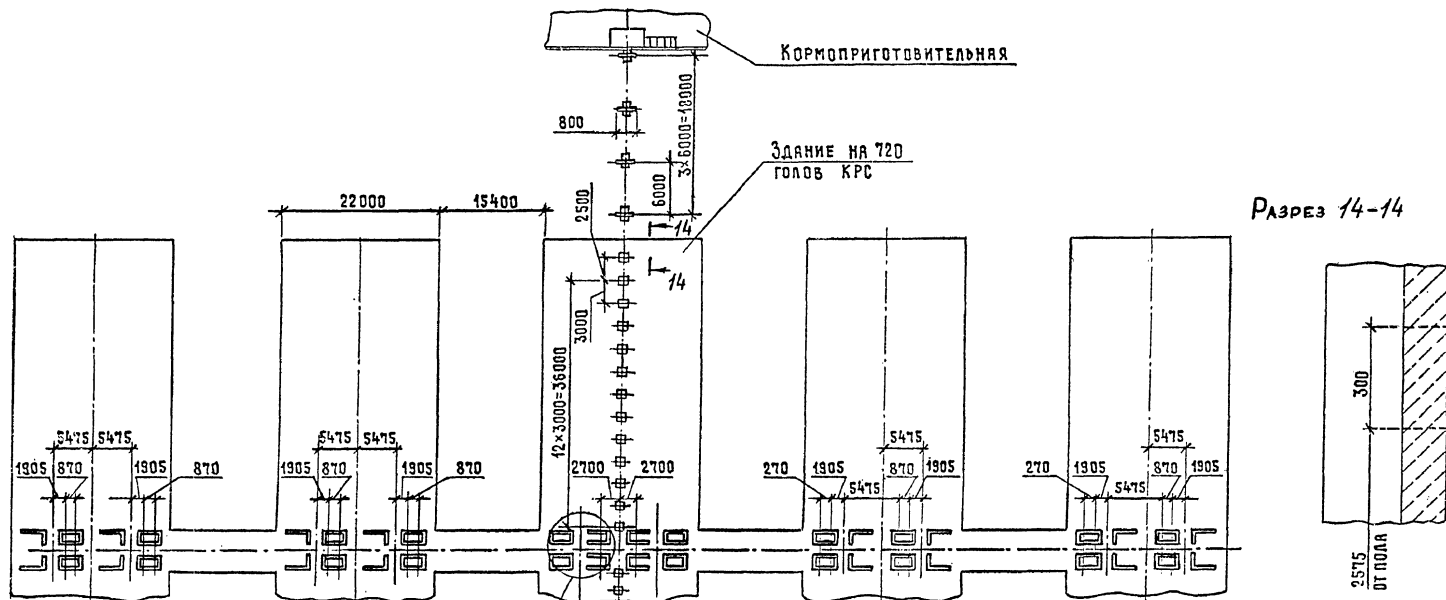 КОРМОПРИГОТОВИТЕЛЬНАЯ
800
3×6000=18000
6000
ЗДАНИЕ НА 720
ГОЛОВ КРС
22000
15400
2500
14
14
3000
12×3000=36000
РАЗРЕЗ 14-14
300
2575
ОТ ПОЛА
5475 5475
1905 870 1905 870
5475 5475
1905 870 1905 870
2700 2700
5475
270 1905 5475 870 1905
5475
270 1905 5475 870 1905